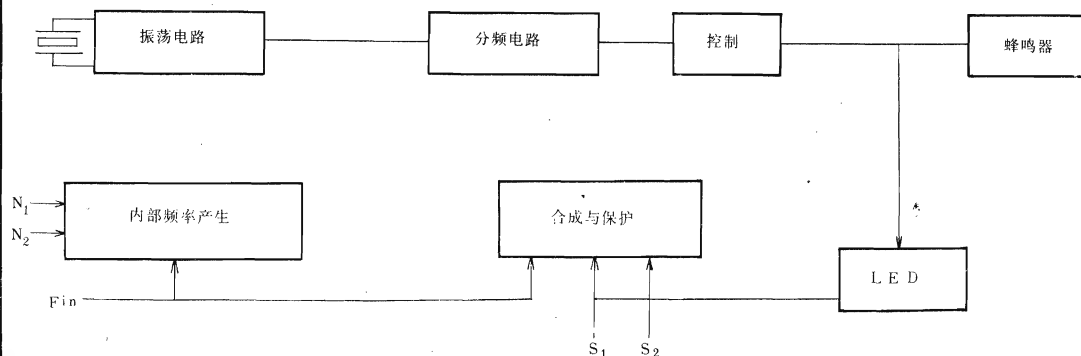 振荡电路
分频电路
控制
蜂鸣器
N₁
内部频率产生
合成与保护
N₂
LED
Fin
S₁
S₂